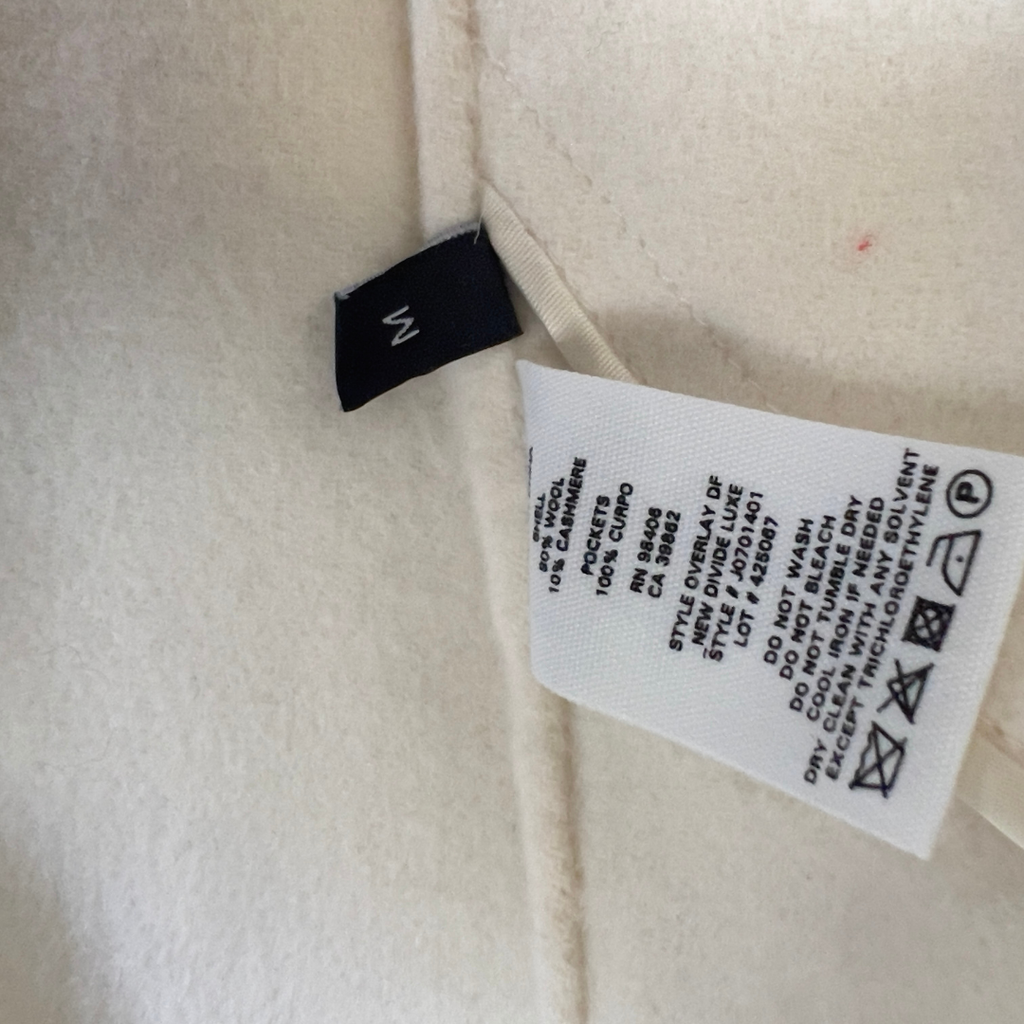 M
SHELL
90% WOOL
10% CASHMERE
POCKETS
100% CURPO
RN 98406
CA 39862
STYLE OVERLAY DF
NEW DIVIDE LUXE
STYLE # J0701401
LOT # 425067
DO NOT WASH
DO NOT BLEACH
DO NOT TUMBLE DRY
COOL IRON IF NEEDED
DRY CLEAN WITH ANY SOLVENT
EXCEPT TRICHLOROETHYLENE
P